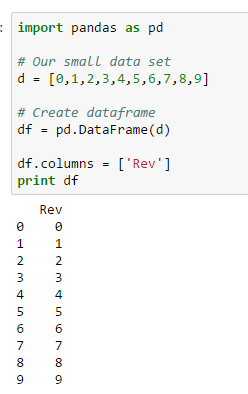 :
import pandas as pd
# Our small data set
d = [0,1,2,3,4,5,6,7,8,9]
# Create dataframe
df = pd.DataFrame(d)
df.columns = ['Rev']
print df
Rev
0 0
1 1
2 2
3 3
4 4
5 5
6 6
7 7
8 8
9 9